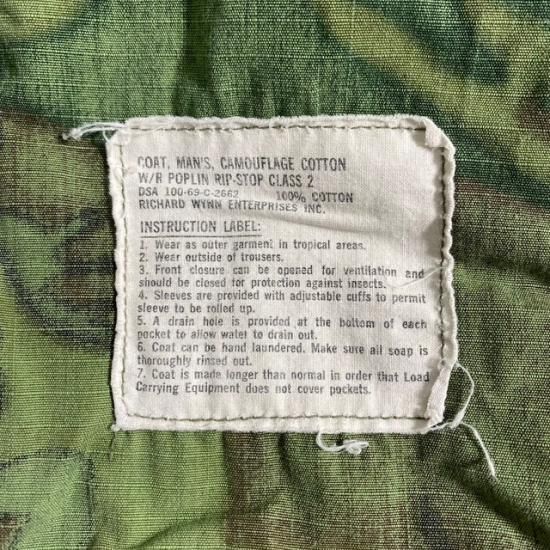 COAT, MAN'S, CAMOUFLAGE COTTON
W/R POPLIN RIP-STOP CLASS 2
DSA 100-69-C-2662 100% COTTON
RICHARD WYNN ENTERPRISES INC.
INSTRUCTION LABEL:
1. Wear as outer garment in tropical areas.
2. Wear outside of trousers.
3. Front closure can be opened for ventilation and
should be closed for protection against insects.
4. Sleeves are provided with adjustable cuffs to permit
sleeve to be rolled up.
5. A drain hole is provided at the bottom of each
pocket to allow water to drain out.
6. Coat can be hand laundered. Make sure all soap is
thoroughly rinsed out.
7. Coat is made longer than normal in order that Load
Carrying Equipment does not cover pockets.